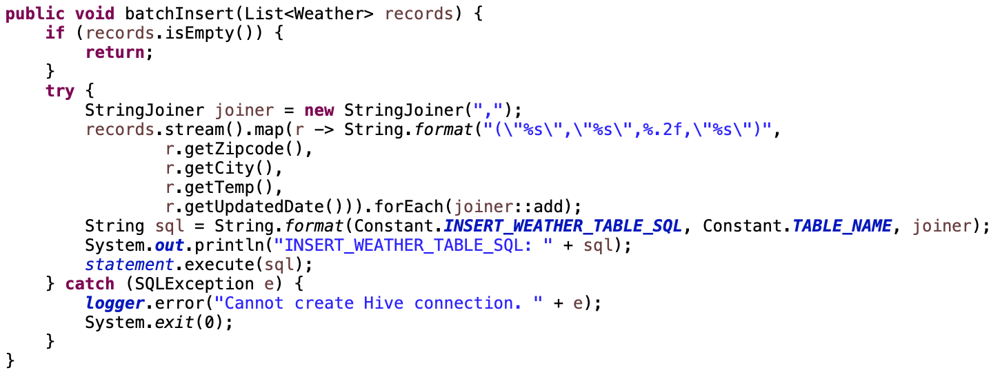 public void batchInsert(List<Weather> records) {
    if (records.isEmpty()) {
        return;
    }
    try {
        StringJoiner joiner = new StringJoiner(",");
        records.stream().map(r -> String.format("(\"%s\",\"%s\",%.2f,\"%s\")",
                r.getZipcode(),
                r.getCity(),
                r.getTemp(),
                r.getUpdatedDate())).forEach(joiner::add);
        String sql = String.format(Constant.INSERT_WEATHER_TABLE_SQL, Constant.TABLE_NAME, joiner);
        System.out.println("INSERT_WEATHER_TABLE_SQL: " + sql);
        statement.execute(sql);
    } catch (SQLException e) {
        logger.error("Cannot create Hive connection. " + e);
        System.exit(0);
    }
}